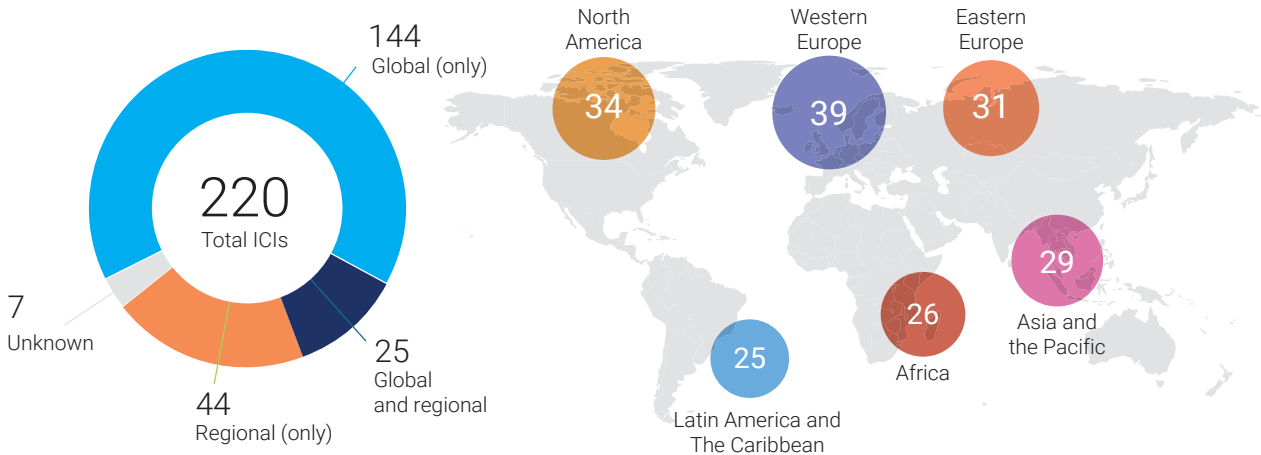 144
Global (only)
220
Total ICIs
7
Unknown
25
Global
and regional
44
Regional (only)
North
America
34
Western
Europe
39
Eastern
Europe
31
29
Asia and
the Pacific
26
Africa
25
Latin America and
The Caribbean